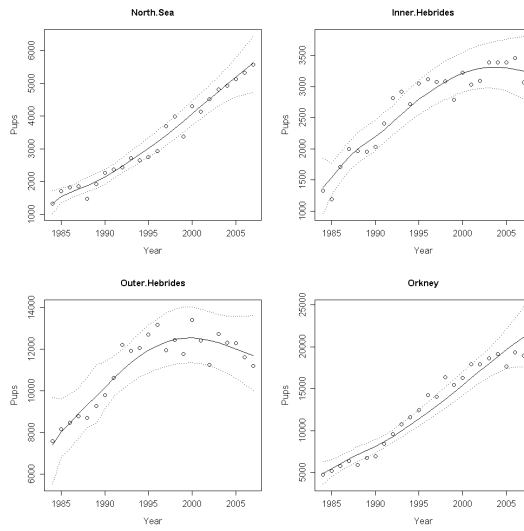 North.Sea
Pups
6000
5000
4000
3000
2000
1000
1985 1990 1995 2000 2005
Year
Inner.Hebrides
Pups
3500
3000
2500
2000
1500
1000
1985 1990 1995 2000 2005
Year
Outer.Hebrides
Pups
14000
12000
10000
8000
6000
1985 1990 1995 2000 2005
Year
Orkney
Pups
25000
20000
15000
10000
5000
1985 1990 1995 2000 2005
Year